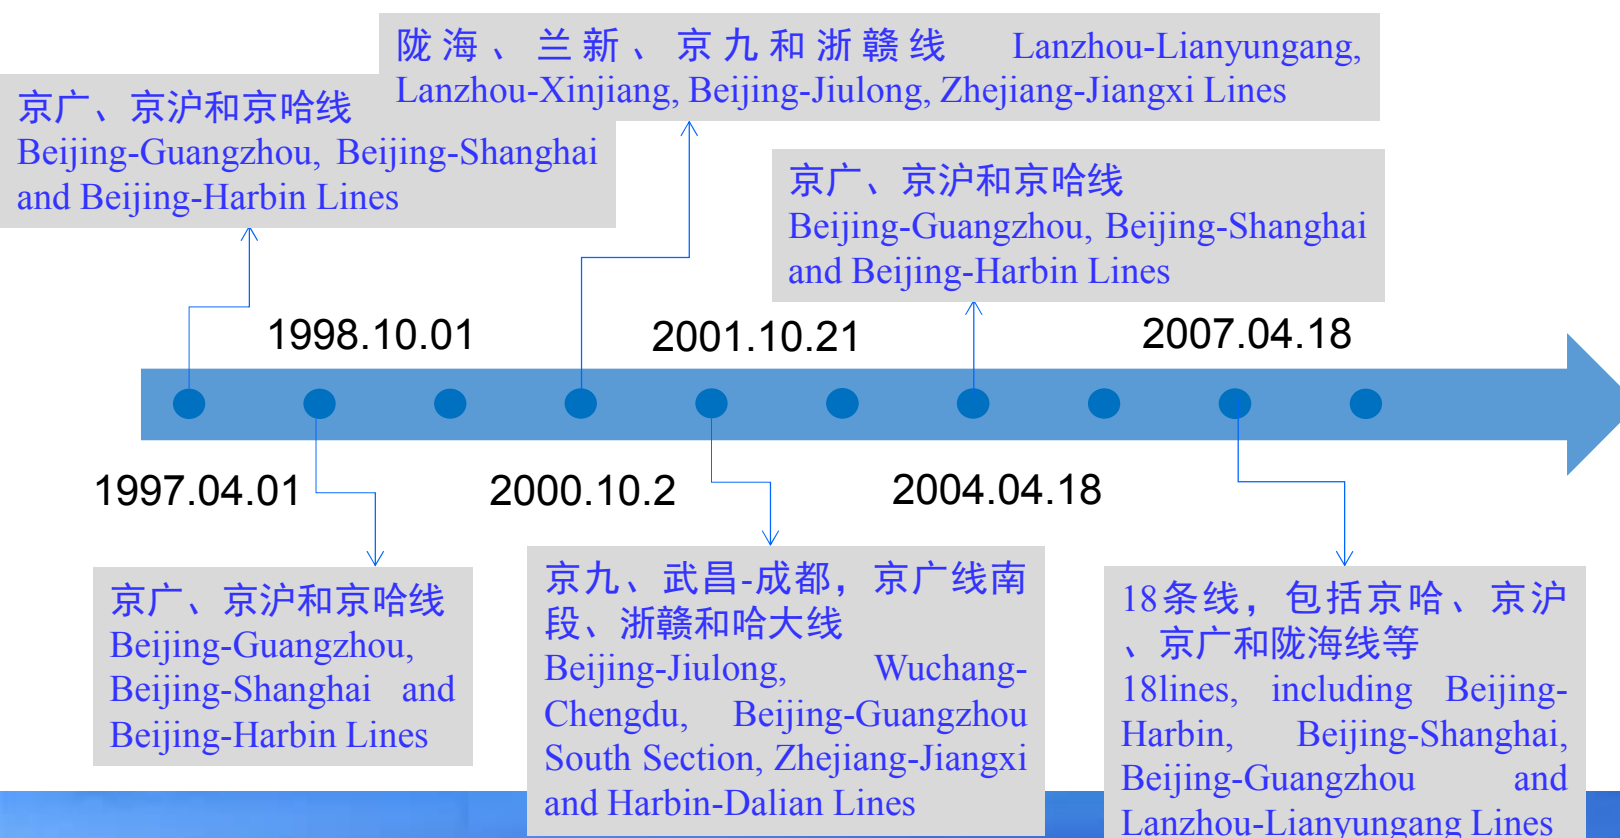 陇海、兰新、京九和浙赣线 Lanzhou-Lianyungang,
Lanzhou-Xinjiang, Beijing-Jiulong, Zhejiang-Jiangxi Lines
京广、京沪和京哈线
Beijing-Guangzhou, Beijing-Shanghai
and Beijing-Harbin Lines
京广、京沪和京哈线
Beijing-Guangzhou, Beijing-Shanghai
and Beijing-Harbin Lines
1998.10.01
2001.10.21
2007.04.18
1997.04.01
2000.10.2
2004.04.18
京广、京沪和京哈线
Beijing-Guangzhou,
Beijing-Shanghai and
Beijing-Harbin Lines
京九、武昌-成都，京广线南
段、浙赣和哈大线
Beijing-Jiulong, Wuchang-
Chengdu, Beijing-Guangzhou
South Section, Zhejiang-Jiangxi
and Harbin-Dalian Lines
18条线，包括京哈、京沪
、京广和陇海线等
18lines, including Beijing-
Harbin, Beijing-Shanghai,
Beijing-Guangzhou and
Lanzhou-Lianyungang Lines